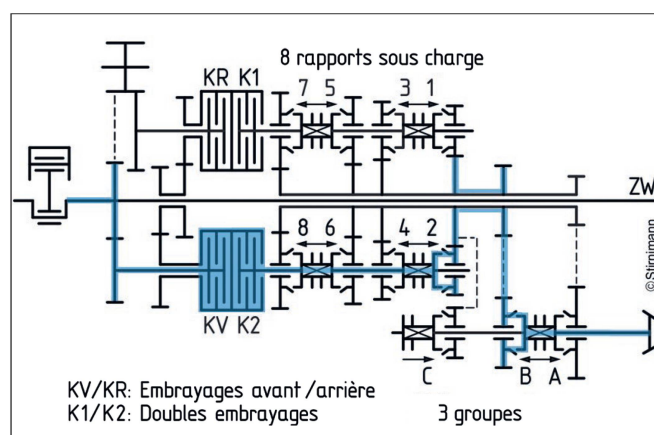 8 rapports sous charge
KR K1
7 5
3 1
ZW
8 6
4 2
KV K2
C
B A
KV/KR: Embrayages avant/arrière
K1/K2: Doubles embrayages
3 groupes
©Stirnimann